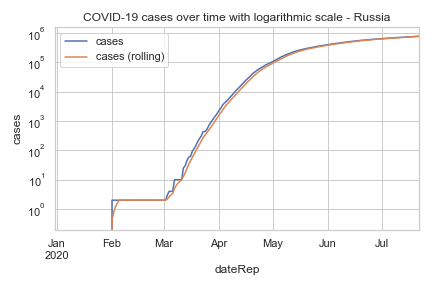 COVID-19 cases over time with logarithmic scale - Russia
cases
cases (rolling)
10⁶
10⁵
10⁴
10³
10²
10¹
10⁰
cases
Jan Feb Mar Apr May Jun Jul
2020
dateRep